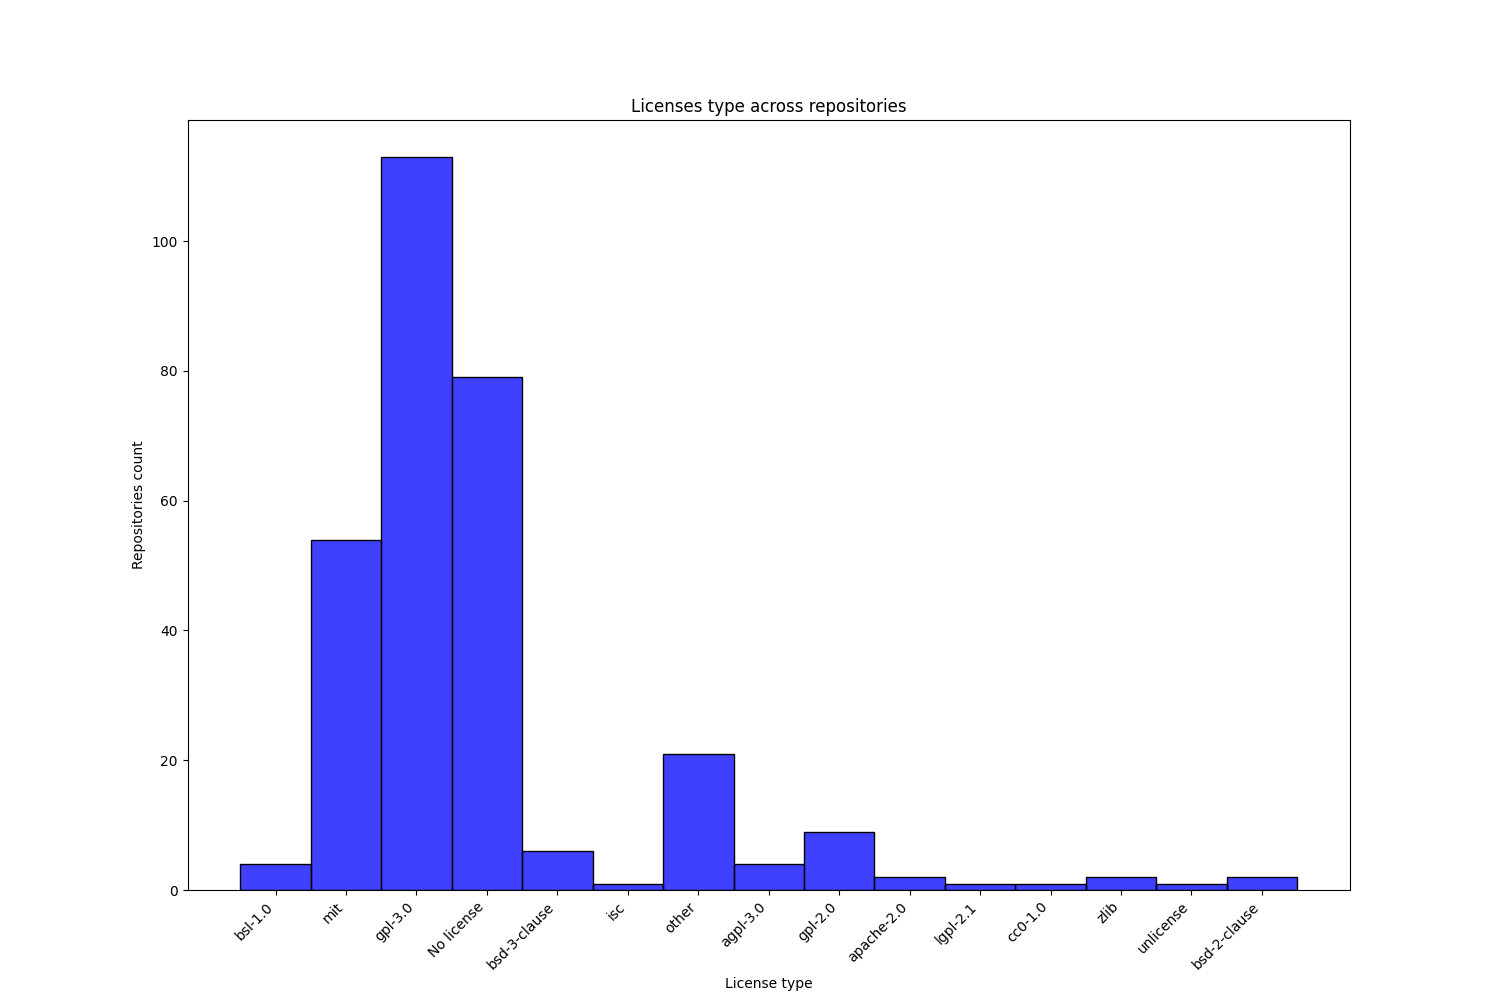 Licenses type across repositories
Repositories count
100
80
60
40
20
0
bsl-1.0
mit
gpl-3.0
No license
bsd-3-clause
isc
other
agpl-3.0
gpl-2.0
apache-2.0
lgpl-2.1
cc0-1.0
zlib
unlicense
bsd-2-clause
License type